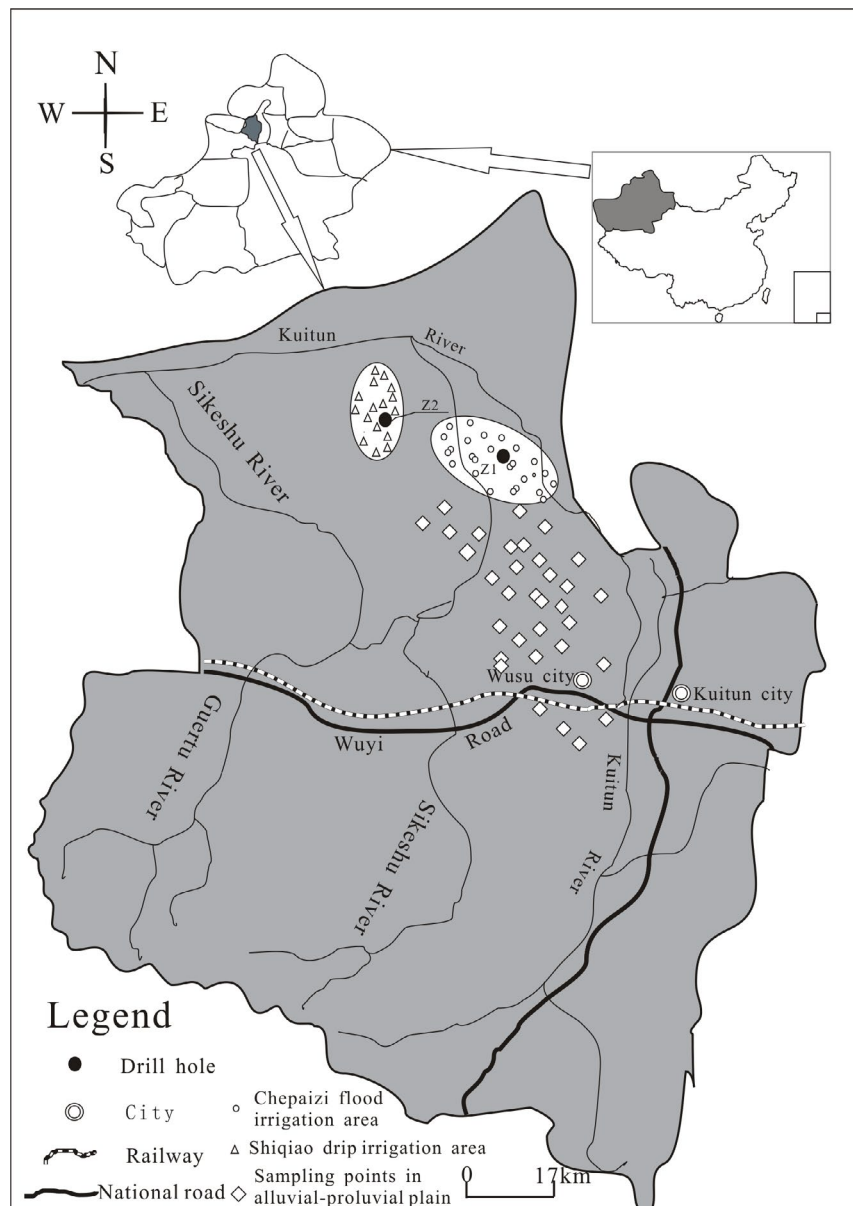 N
W E
S
Kuitun
River
Z2
Z1
Sikeshu River
Wusu city
Kuitun city
Wuyi Road
Guertu River
Sikeshu River
Kuitun
River
Legend
Drill hole
City
Railway
National road
Chepaizi flood
irrigation area
Shiqiao drip irrigation area
Sampling points in
alluvial-proluvial plain
0 17km